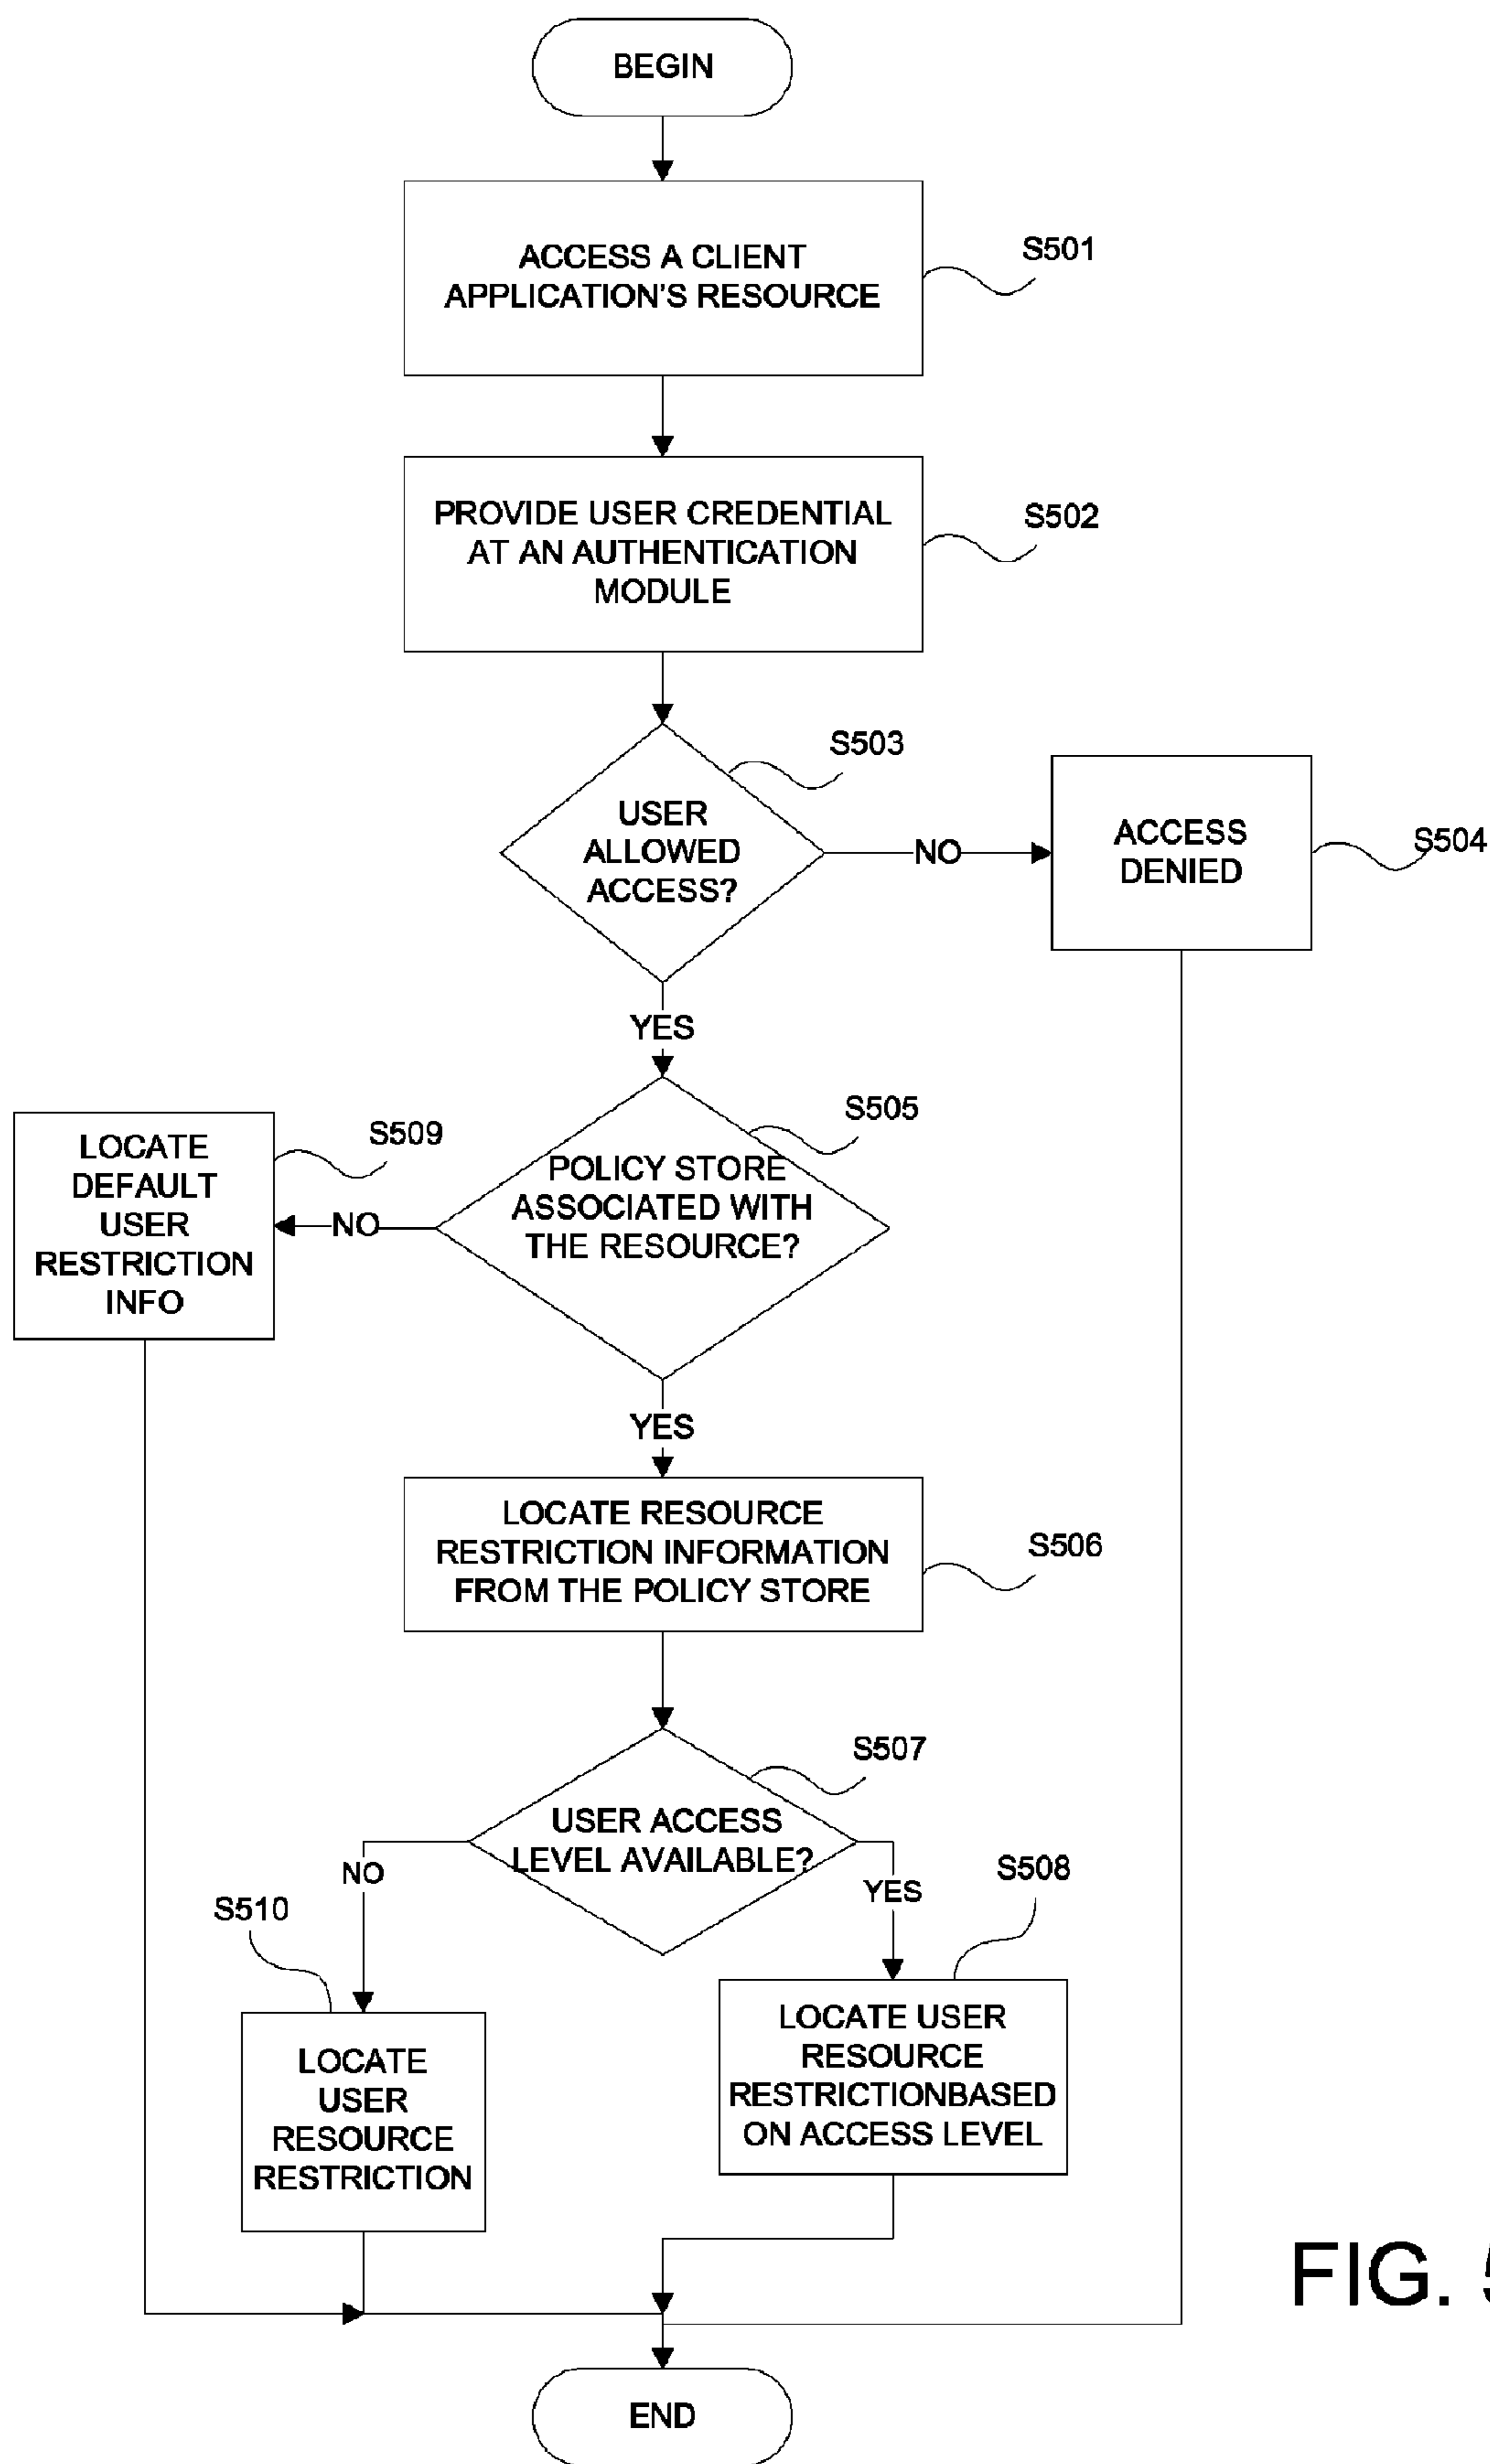 BEGIN
ACCESS A CLIENT
APPLICATION'S RESOURCE
S501
PROVIDE USER CREDENTIAL
AT AN AUTHENTICATION
MODULE
S502
S503
USER
ALLOWED
ACCESS?
NO
ACCESS
DENIED
S504
YES
S505
POLICY STORE
ASSOCIATED WITH
THE RESOURCE?
NO
S509
LOCATE
DEFAULT
USER
RESTRICTION
INFO
YES
LOCATE RESOURCE
RESTRICTION INFORMATION
FROM THE POLICY STORE
S506
S507
USER ACCESS
LEVEL AVAILABLE?
NO
YES
S508
S510
LOCATE USER
RESOURCE
RESTRICTIONBASED
ON ACCESS LEVEL
LOCATE
USER
RESOURCE
RESTRICTION
FIG. 5
END